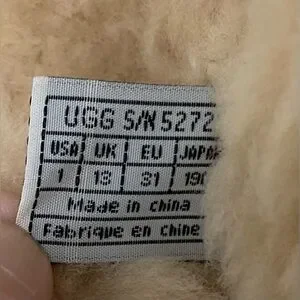 UGG S/N 5272
USA UK EU JAPAN
1 13 31 190
Made in china
Fabrique en chine